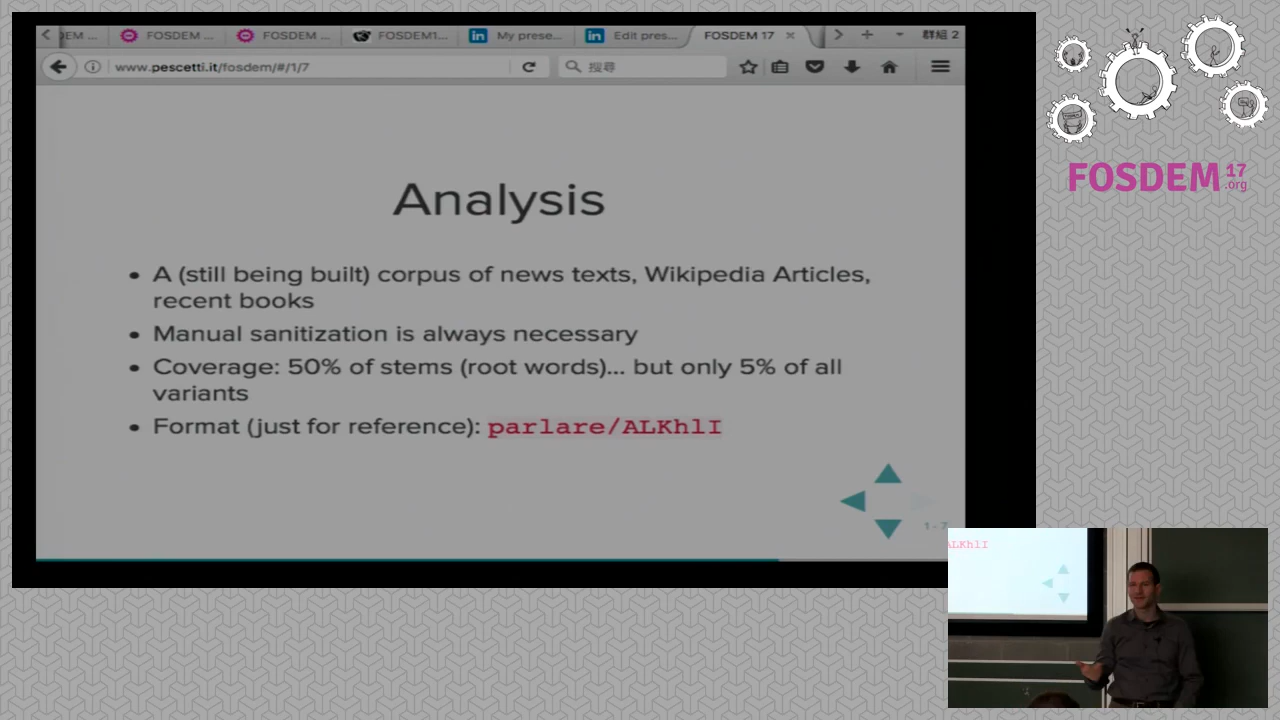 EM ...
FOSDEM ...
FOSDEM ...
FOSDEM1...
My prese...
Edit pres...
FOSDEM 17
群組 2
www.pescetti.it/fosdem/#/1/7
搜尋
FOSDEM 17
.org
Analysis
• A (still being built) corpus of news texts, Wikipedia Articles,
recent books
• Manual sanitization is always necessary
• Coverage: 50% of stems (root words)... but only 5% of all
variants
• Format (just for reference): parlare/ALKhlI
1 - 7
ALKhlI